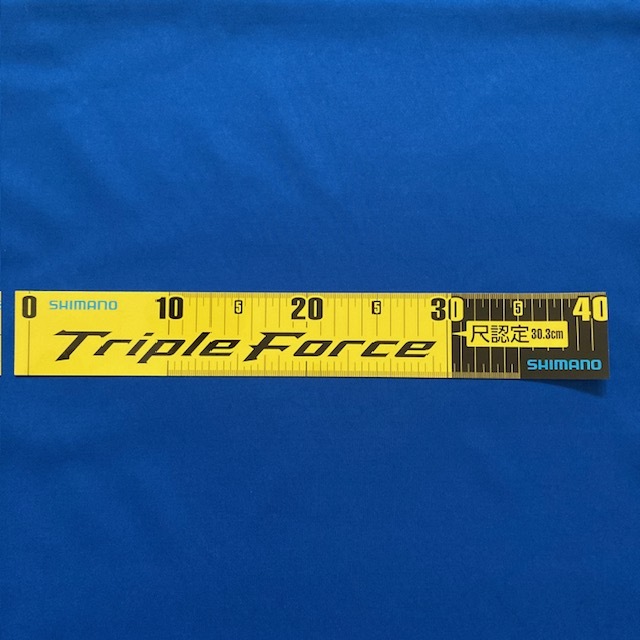 0 SHIMANO 10 5 20 5 30 5 40
Triple Force 尺認定 30.3cm
SHIMANO